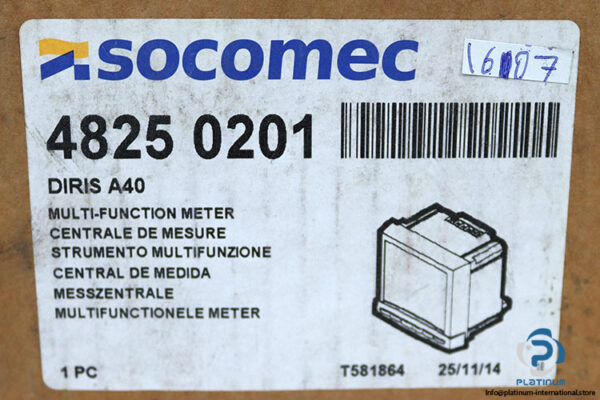 socomec
1607
4825 0201
DIRIS A40
MULTI-FUNCTION METER
CENTRALE DE MESURE
STRUMENTO MULTIFUNZIONE
CENTRAL DE MEDIDA
MESSZENTRALE
MULTIFUNCTIONELE METER
1 PC
T581864
25/11/14
PLATINUM
Info@platinum-international.store